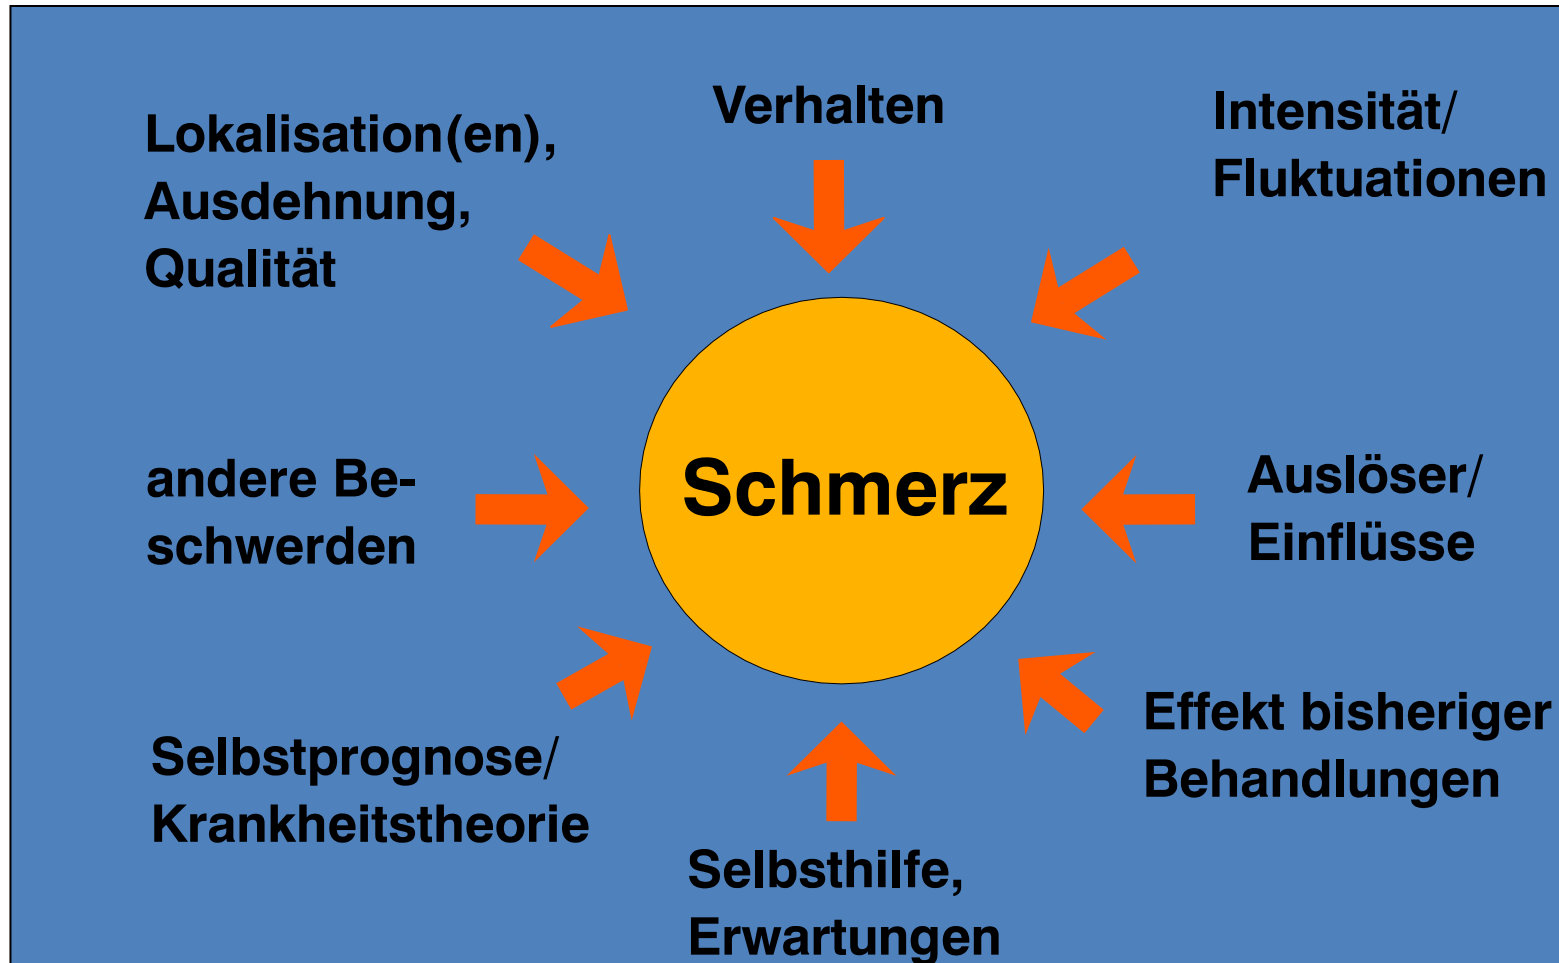 Verhalten
Intensität/
Fluktuationen
Lokalisation(en),
Ausdehnung,
Qualität
Schmerz
andere Be-
schwerden
Auslöser/
Einflüsse
Selbstprognose/
Krankheitstheorie
Effekt bisheriger
Behandlungen
Selbsthilfe,
Erwartungen